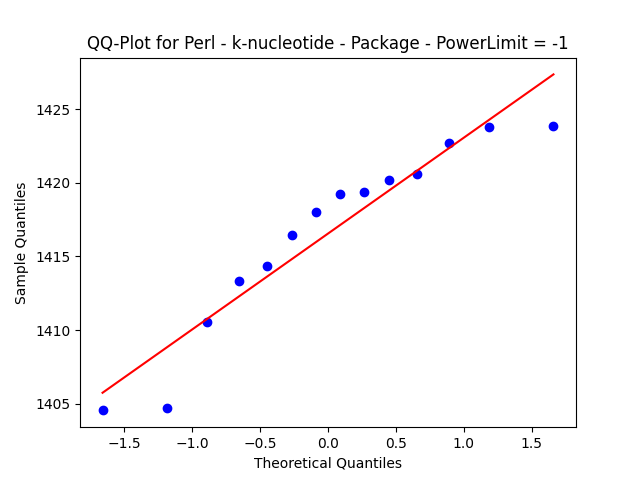 QQ-Plot for Perl - k-nucleotide - Package - PowerLimit = -1
Sample Quantiles
1425
1420
1415
1410
1405
−1.5 −1.0 −0.5 0.0 0.5 1.0 1.5
Theoretical Quantiles